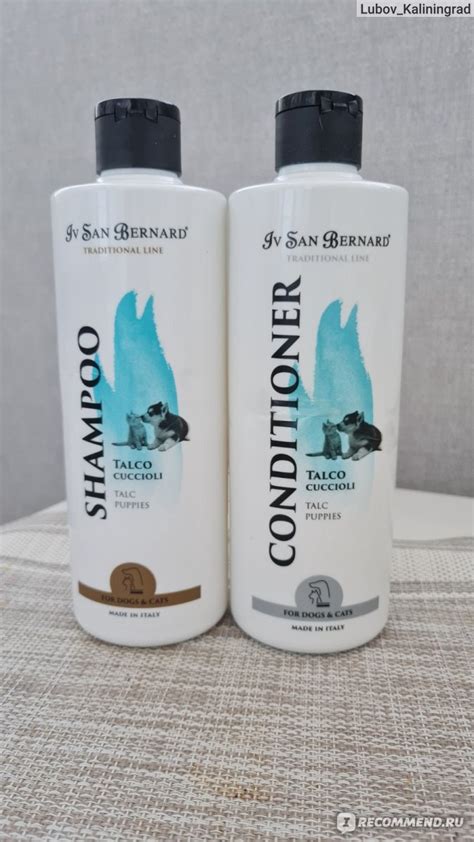 Lubov_Kaliningrad
IV SAN BERNARD®
TRADITIONAL LINE
SHAMPOO
TALCO
CUCCIOLI
TALC
PUPPIES
FOR DOGS & CATS
MADE IN ITALY
IV SAN BERNARD®
TRADITIONAL LINE
CONDITIONER
TALCO
CUCCIOLI
TALC
PUPPIES
FOR DOGS & CATS
MADE IN ITALY
IRECOMMEND.RU